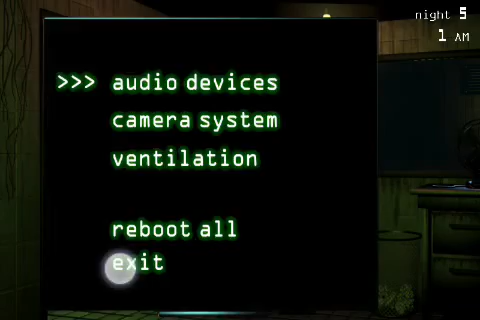 night 5
1 AM
>>> audio devices
camera system
ventilation
reboot all
exit